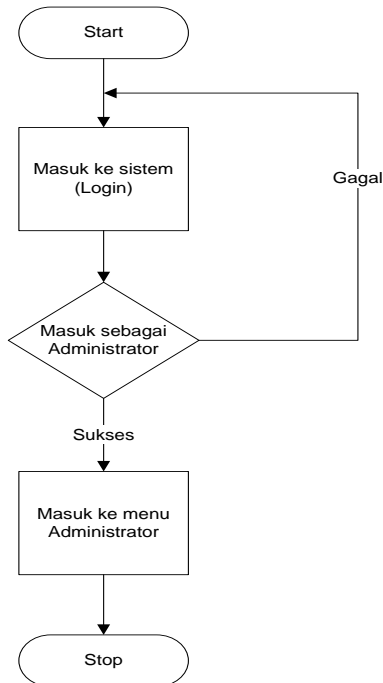 Start
Masuk ke sistem
(Login)
Gagal
Masuk sebagai
Administrator
Sukses
Masuk ke menu
Administrator
Stop